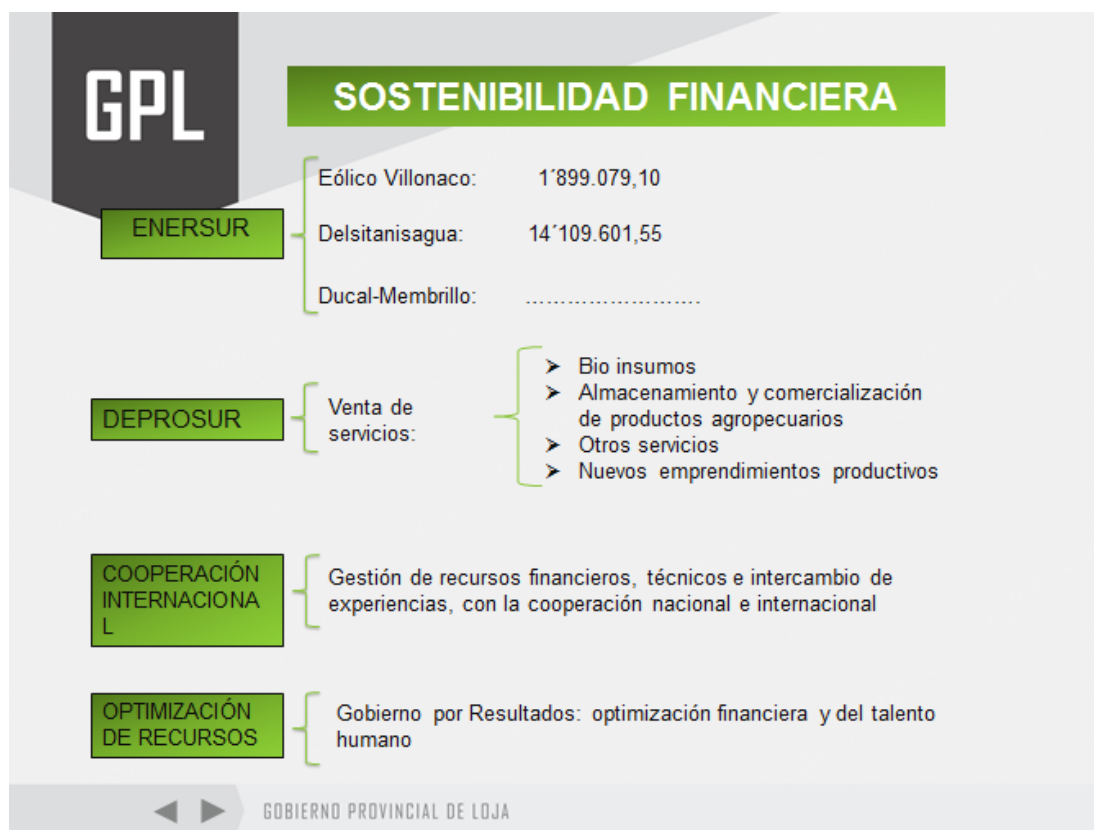 GPL
SOSTENIBILIDAD FINANCIERA
ENERSUR
Eólico Villonaco: 1´899.079,10
Delsitanisagua: 14´109.601,55
Ducal-Membrillo: …………………….
DEPROSUR
Venta de
servicios:
➤ Bio insumos
➤ Almacenamiento y comercialización
de productos agropecuarios
➤ Otros servicios
➤ Nuevos emprendimientos productivos
COOPERACIÓN
INTERNACIONA
L
Gestión de recursos financieros, técnicos e intercambio de
experiencias, con la cooperación nacional e internacional
OPTIMIZACIÓN
DE RECURSOS
Gobierno por Resultados: optimización financiera y del talento
humano
GOBIERNO PROVINCIAL DE LOJA